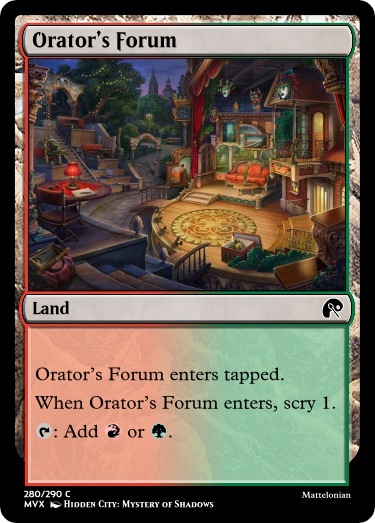 Orator's Forum
Land
Orator's Forum enters tapped.
When Orator's Forum enters, scry 1.
: Add or .
280/290 C
MVX Hidden City: Mystery of Shadows
Mattelonian